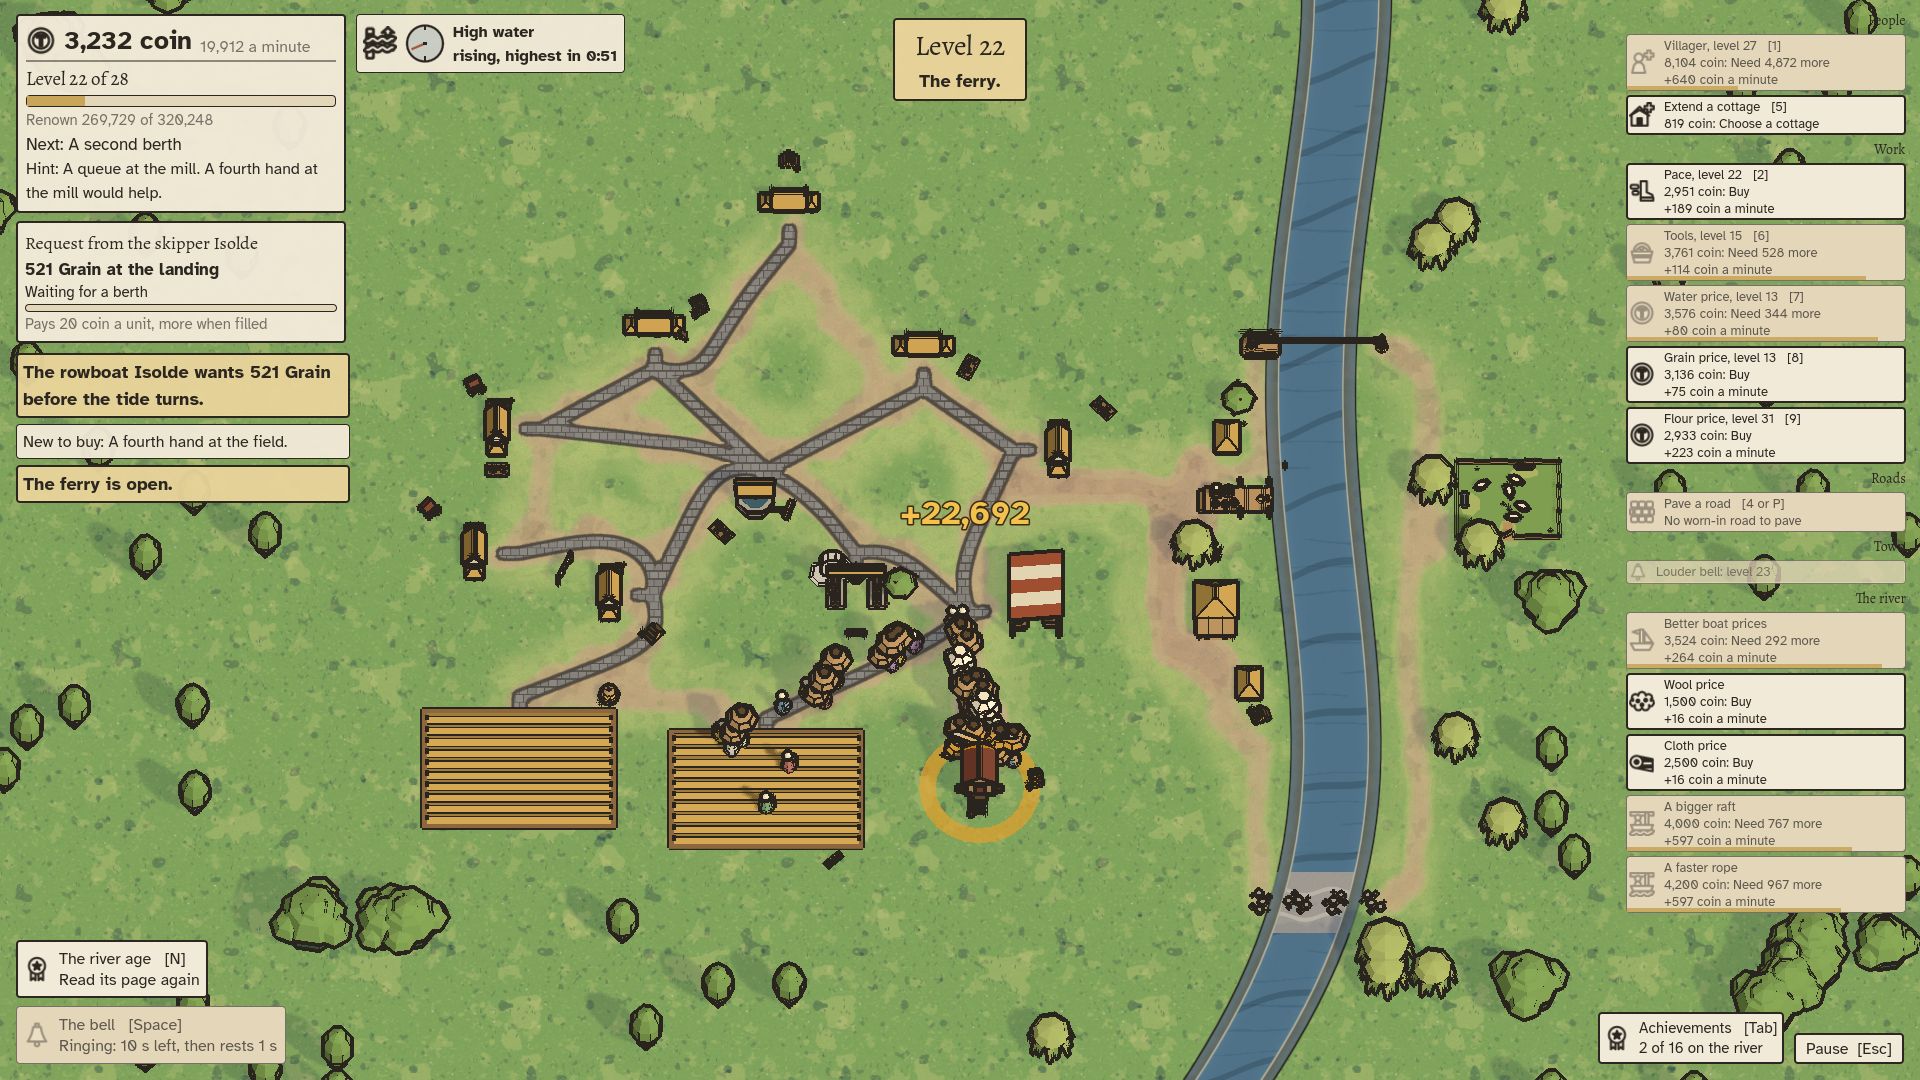 3,232 coin 19,912 a minute
Level 22 of 28
Renown 269,729 of 320,248
Next: A second berth
Hint: A queue at the mill. A fourth hand at
the mill would help.
Request from the skipper Isolde
521 Grain at the landing
Waiting for a berth
Pays 20 coin a unit, more when filled
The rowboat Isolde wants 521 Grain
before the tide turns.
New to buy: A fourth hand at the field.
The ferry is open.
High water
rising, highest in 0:51
Level 22
The ferry.
+22,692
People
Villager, level 27 [1]
8,104 coin: Need 4,872 more
+640 coin a minute
Extend a cottage [5]
819 coin: Choose a cottage
Work
Pace, level 22 [2]
2,951 coin: Buy
+189 coin a minute
Tools, level 15 [6]
3,761 coin: Need 528 more
+114 coin a minute
Water price, level 13 [7]
3,576 coin: Need 344 more
+80 coin a minute
Grain price, level 13 [8]
3,136 coin: Buy
+75 coin a minute
Flour price, level 31 [9]
2,933 coin: Buy
+223 coin a minute
Roads
Pave a road [4 or P]
No worn-in road to pave
Town
Louder bell: level 23
The river
Better boat prices
3,524 coin: Need 292 more
+264 coin a minute
Wool price
1,500 coin: Buy
+16 coin a minute
Cloth price
2,500 coin: Buy
+16 coin a minute
A bigger raft
4,000 coin: Need 767 more
+597 coin a minute
A faster rope
4,200 coin: Need 967 more
+597 coin a minute
The river age [N]
Read its page again
The bell [Space]
Ringing: 10 s left, then rests 1 s
Achievements [Tab]
2 of 16 on the river
Pause [Esc]